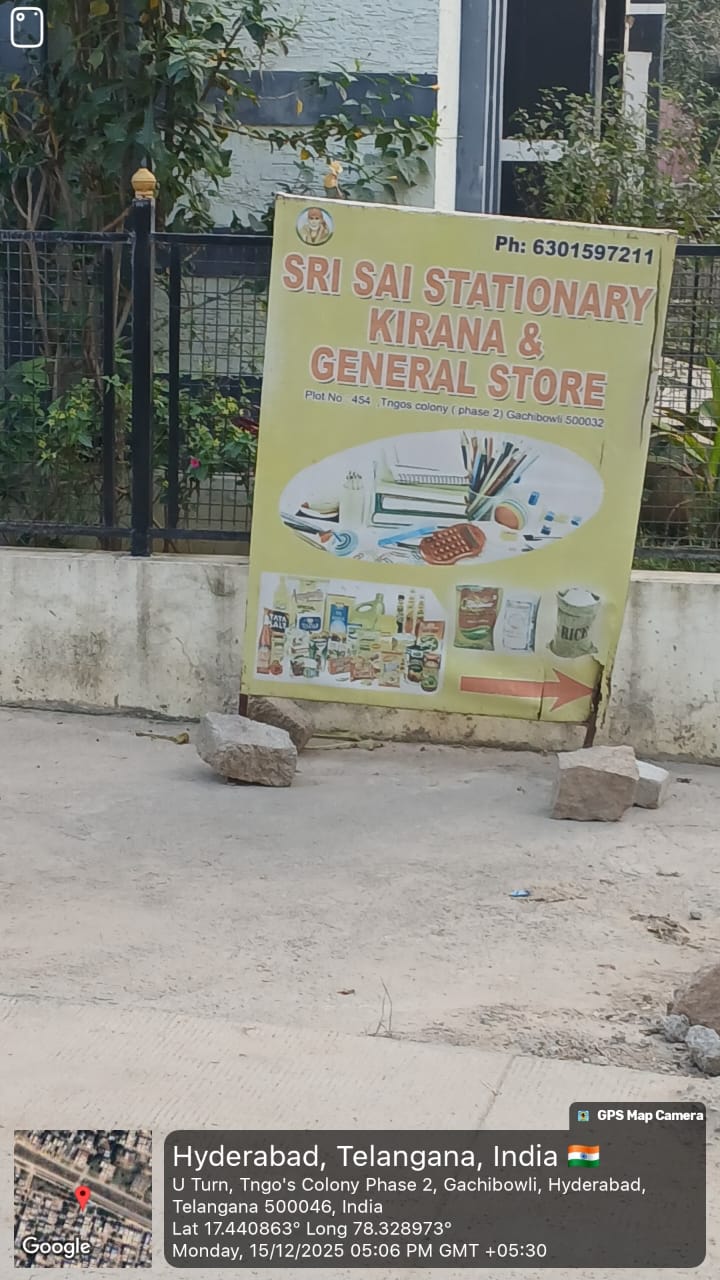 Ph: 6301597211
SRI SAI STATIONARY
KIRANA &
GENERAL STORE
Plot No 454 ,Tngos colony ( phase 2) Gachibowli 500032
TATA
SALT
RICE
GPS Map Camera
Hyderabad, Telangana, India
U Turn, Tngo's Colony Phase 2, Gachibowli, Hyderabad,
Telangana 500046, India
Lat 17.440863° Long 78.328973°
Monday, 15/12/2025 05:06 PM GMT +05:30
Google